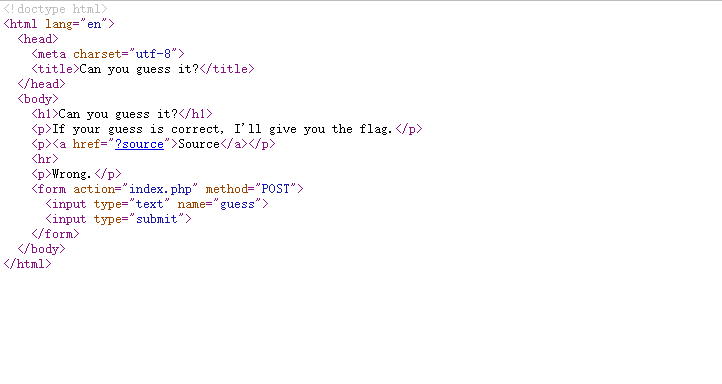 <!doctype html>
<html lang="en">
  <head>
    <meta charset="utf-8">
    <title>Can you guess it?</title>
  </head>
  <body>
    <h1>Can you guess it?</h1>
    <p>If your guess is correct, I'll give you the flag.</p>
    <p><a href="?source">Source</a></p>
    <hr>
    <p>Wrong.</p>
    <form action="index.php" method="POST">
      <input type="text" name="guess">
      <input type="submit">
    </form>
  </body>
</html>